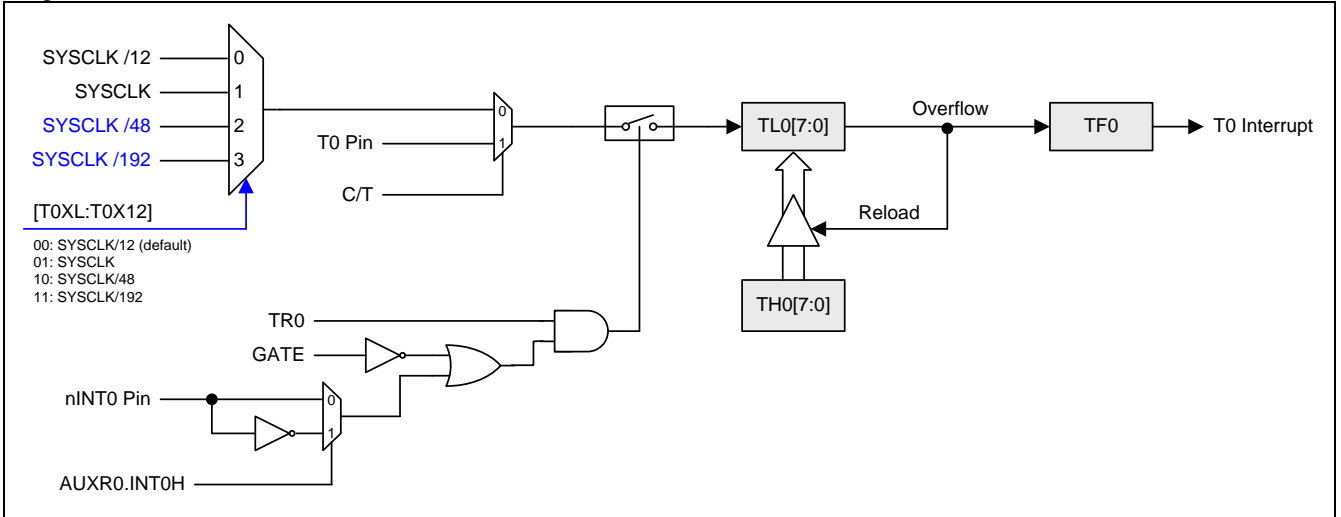 SYSCLK /12
0
SYSCLK
1
SYSCLK /48
2
SYSCLK /192
3
[T0XL:T0X12]
00: SYSCLK/12 (default)
01: SYSCLK
10: SYSCLK/48
11: SYSCLK/192
0
T0 Pin
1
C/T
TL0[7:0]
Overflow
TF0
T0 Interrupt
Reload
TH0[7:0]
TR0
GATE
nINT0 Pin
0
1
AUXR0.INT0H